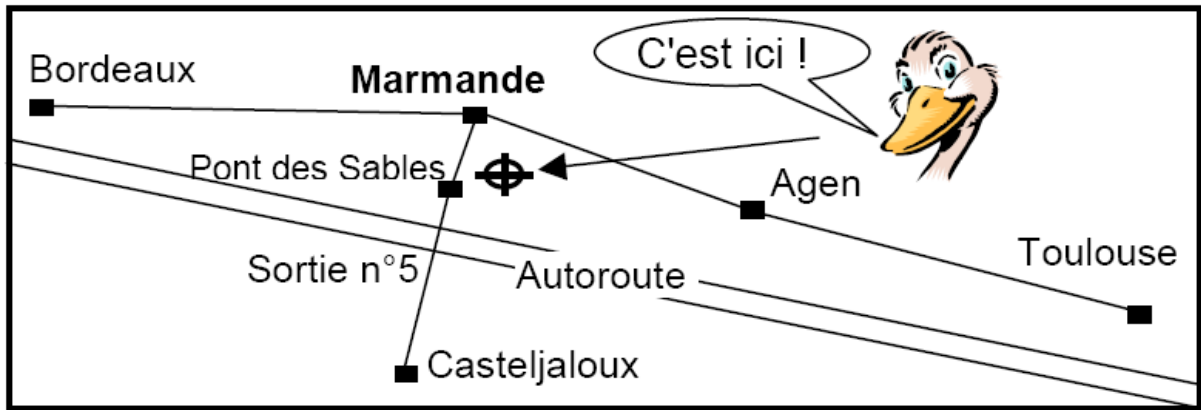 C'est ici !
Bordeaux
Marmande
Pont des Sables
Agen
Toulouse
Sortie n°5
Autoroute
Casteljaloux